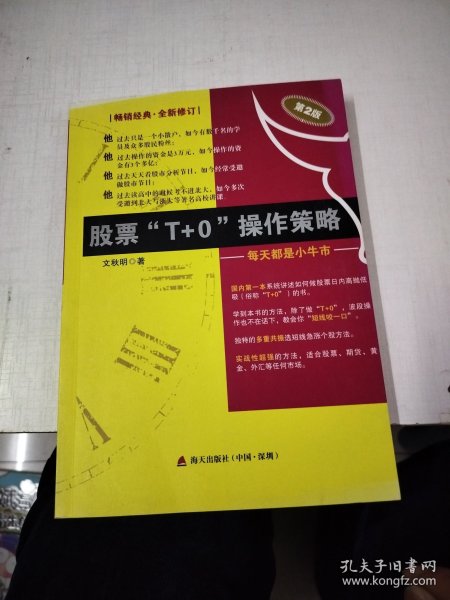 畅销经典·全新修订
第2版
他 过去只是一个小散户，如今有数千名的学
员及众多股民粉丝；
他 过去操作的资金是3万元，如今操作的资
金有3个多亿；
他 过去天天看股市分析节目，如今经常受邀
做股市节目；
他 过去读高中的时候考不进北大，如今多次
受邀到北大与浙大等著名高校讲课。
股票“T+0”操作策略
每天都是小牛市
文秋明◎著
国内第一本系统讲述如何做股票日内高抛低
吸（俗称“T+0”）的书。
学到本书的方法，除了做“T+0”，波段操
作也不在话下，教会你“短线咬一口”。
独特的多重共振选短线急涨个股方法。
实战性超强的方法，适合股票、期货、黄
金、外汇等任何市场。
海天出版社（中国·深圳）
孔夫子旧书网
www.kongfz.com